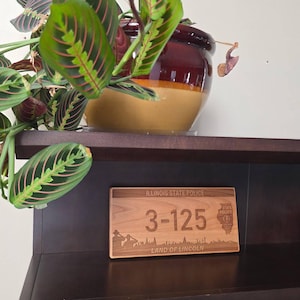 ILLINOIS STATE POLICE
3-125
LAND OF LINCOLN